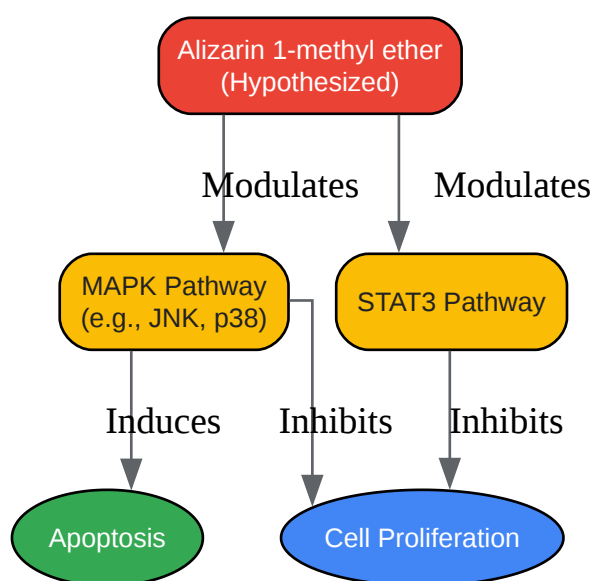 Alizarin 1-methyl ether
(Hypothesized)
Modulates
Modulates
MAPK Pathway
(e.g., JNK, p38)
STAT3 Pathway
Induces
Inhibits
Inhibits
Apoptosis
Cell Proliferation